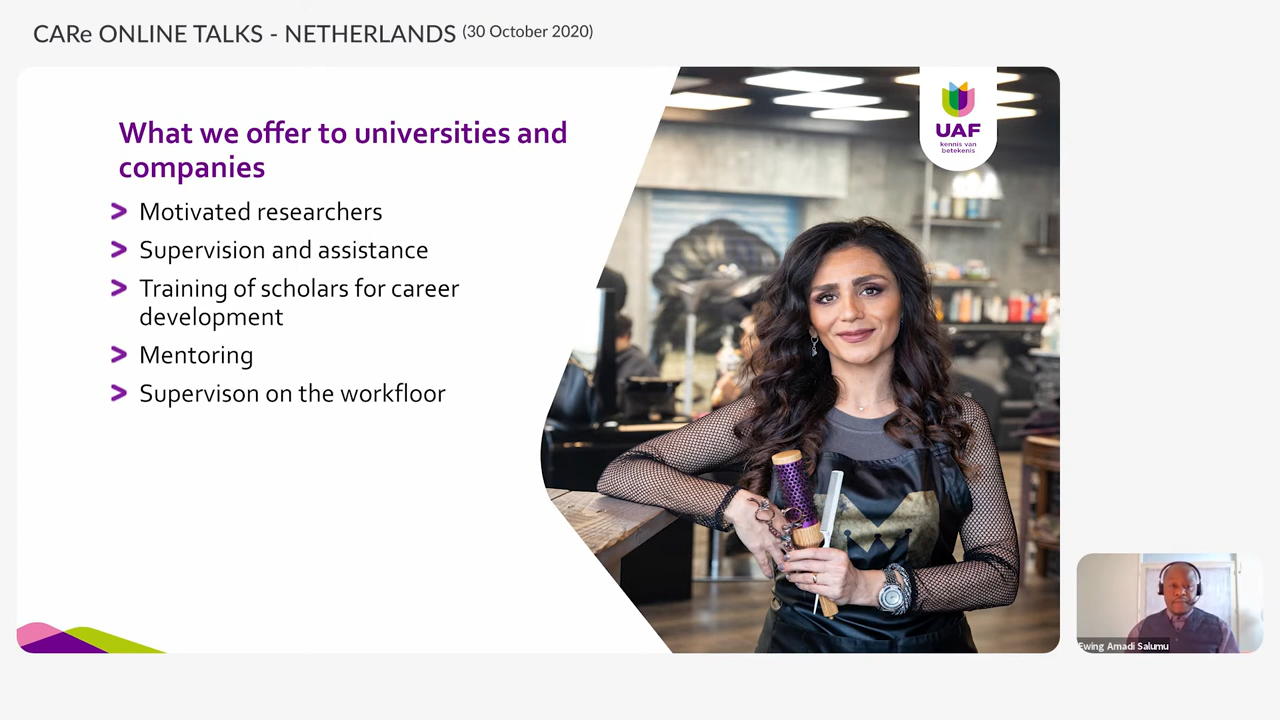 CARe ONLINE TALKS - NETHERLANDS (30 October 2020)
What we offer to universities and
companies
> Motivated researchers
> Supervision and assistance
> Training of scholars for career
development
> Mentoring
> Supervison on the workfloor
UAF
kennis van
betekenis
Ewing Amadi Salumu